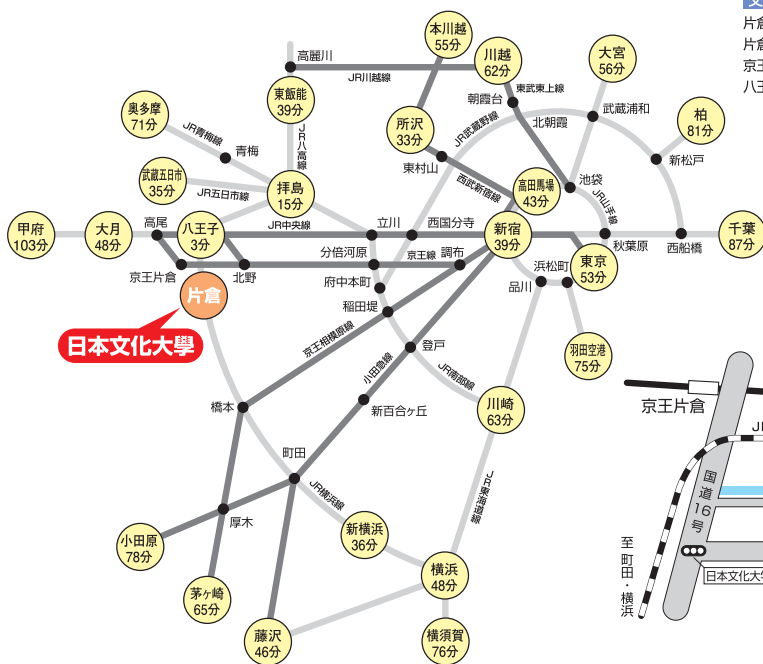 本川越
55分
川越
62分
大宮
56分
高麗川
JR川越線
東武東上線
東飯能
39分
朝霞台
武蔵浦和
柏
81分
奥多摩
71分
所沢
33分
JR武蔵野線
北朝霞
JR青梅線
青梅
JR八高線
東村山
新松戸
武蔵五日市
35分
JR五日市線
拝島
15分
西武新宿線
高田馬場
43分
池袋
JR山手線
甲府
103分
大月
48分
高尾
八王子
3分
JR中央線
立川
西国分寺
新宿
39分
秋葉原
西船橋
千葉
87分
京王片倉
北野
分倍河原
京王線
調布
浜松町
東京
53分
片倉
府中本町
品川
日本文化大學
稲田堤
京王相模原線
登戸
小田急線
JR南部線
羽田空港
75分
橋本
新百合ヶ丘
川崎
63分
町田
JR横浜線
JR東海道線
厚木
小田原
78分
新横浜
36分
茅ヶ崎
65分
横浜
48分
藤沢
46分
横須賀
76分
片倉
片倉
京王
八王
京王片倉
国道16号
至町田・横浜
日本文化大學